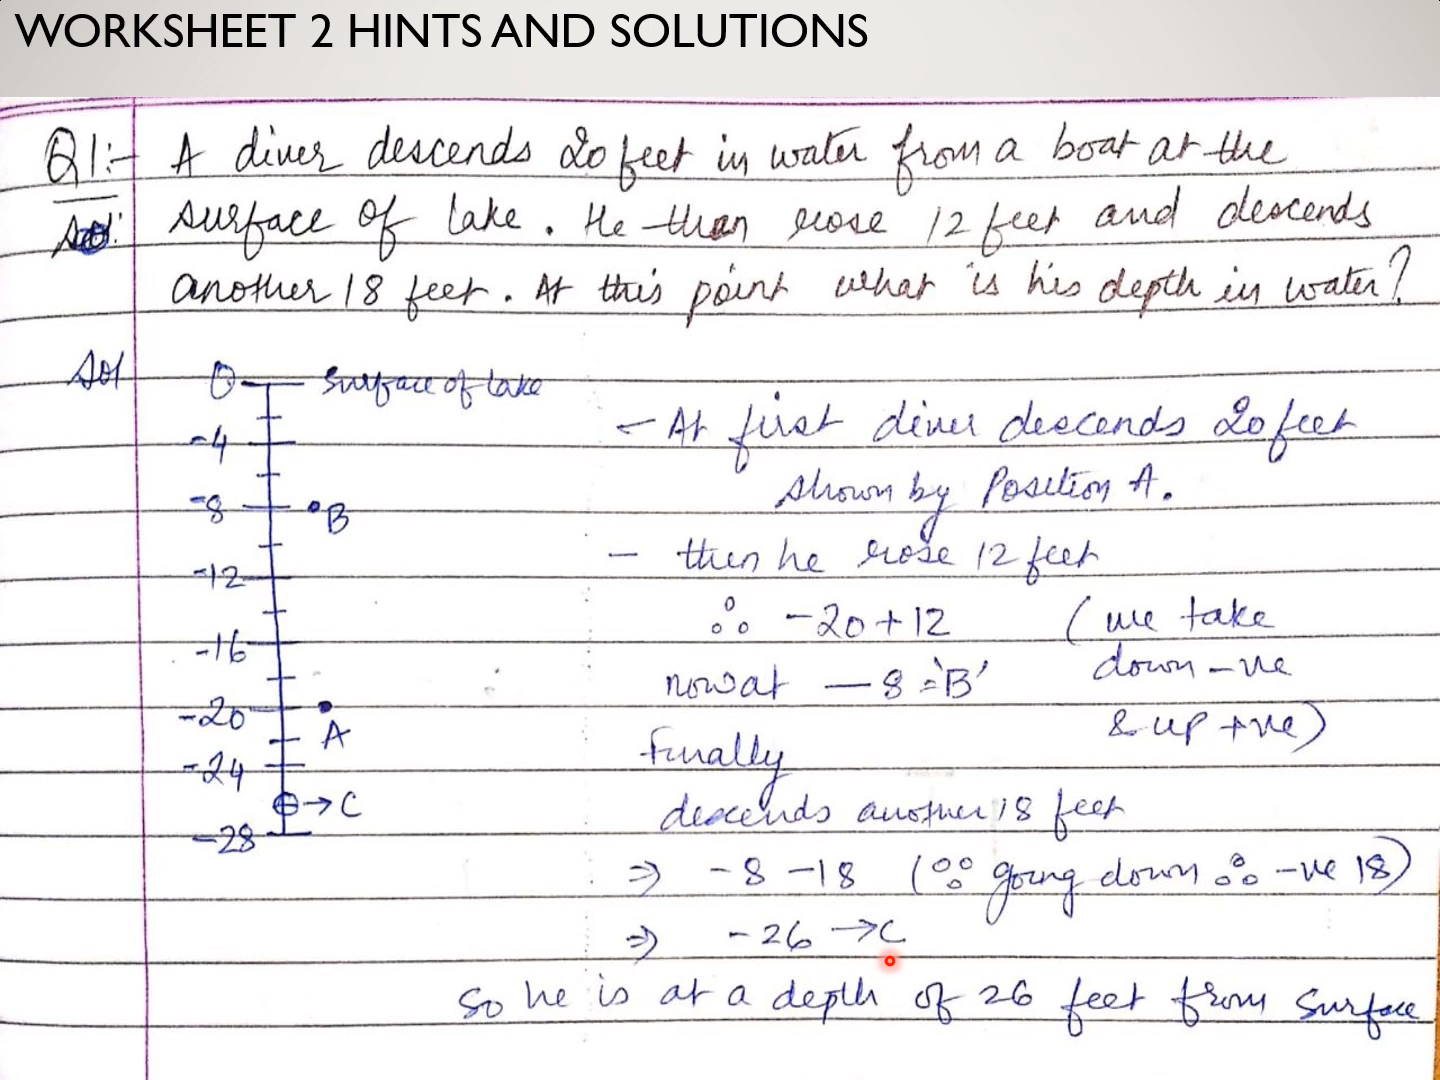 WORKSHEET 2 HINTS AND SOLUTIONS
Q1:- A diver descends 20 feet in water from a boat at the
Sol: surface of lake. He than rose 12 feet and descends
another 18 feet. At this point what is his depth in water?
Sol
0 surface of lake
-4
-8 B
-12
-16
-20 A
-24
→ C
-28
- At first diver descends 20 feet
shown by Position A.
- then he rose 12 feet
∴ -20+12 (we take
down -ve
& up +ve)
now at -8 = 'B'
Finally
descends another 18 feet
⇒ -8 -18 (∵ going down ∴ -ve 18)
⇒ -26 → C
So he is at a depth of 26 feet from surface